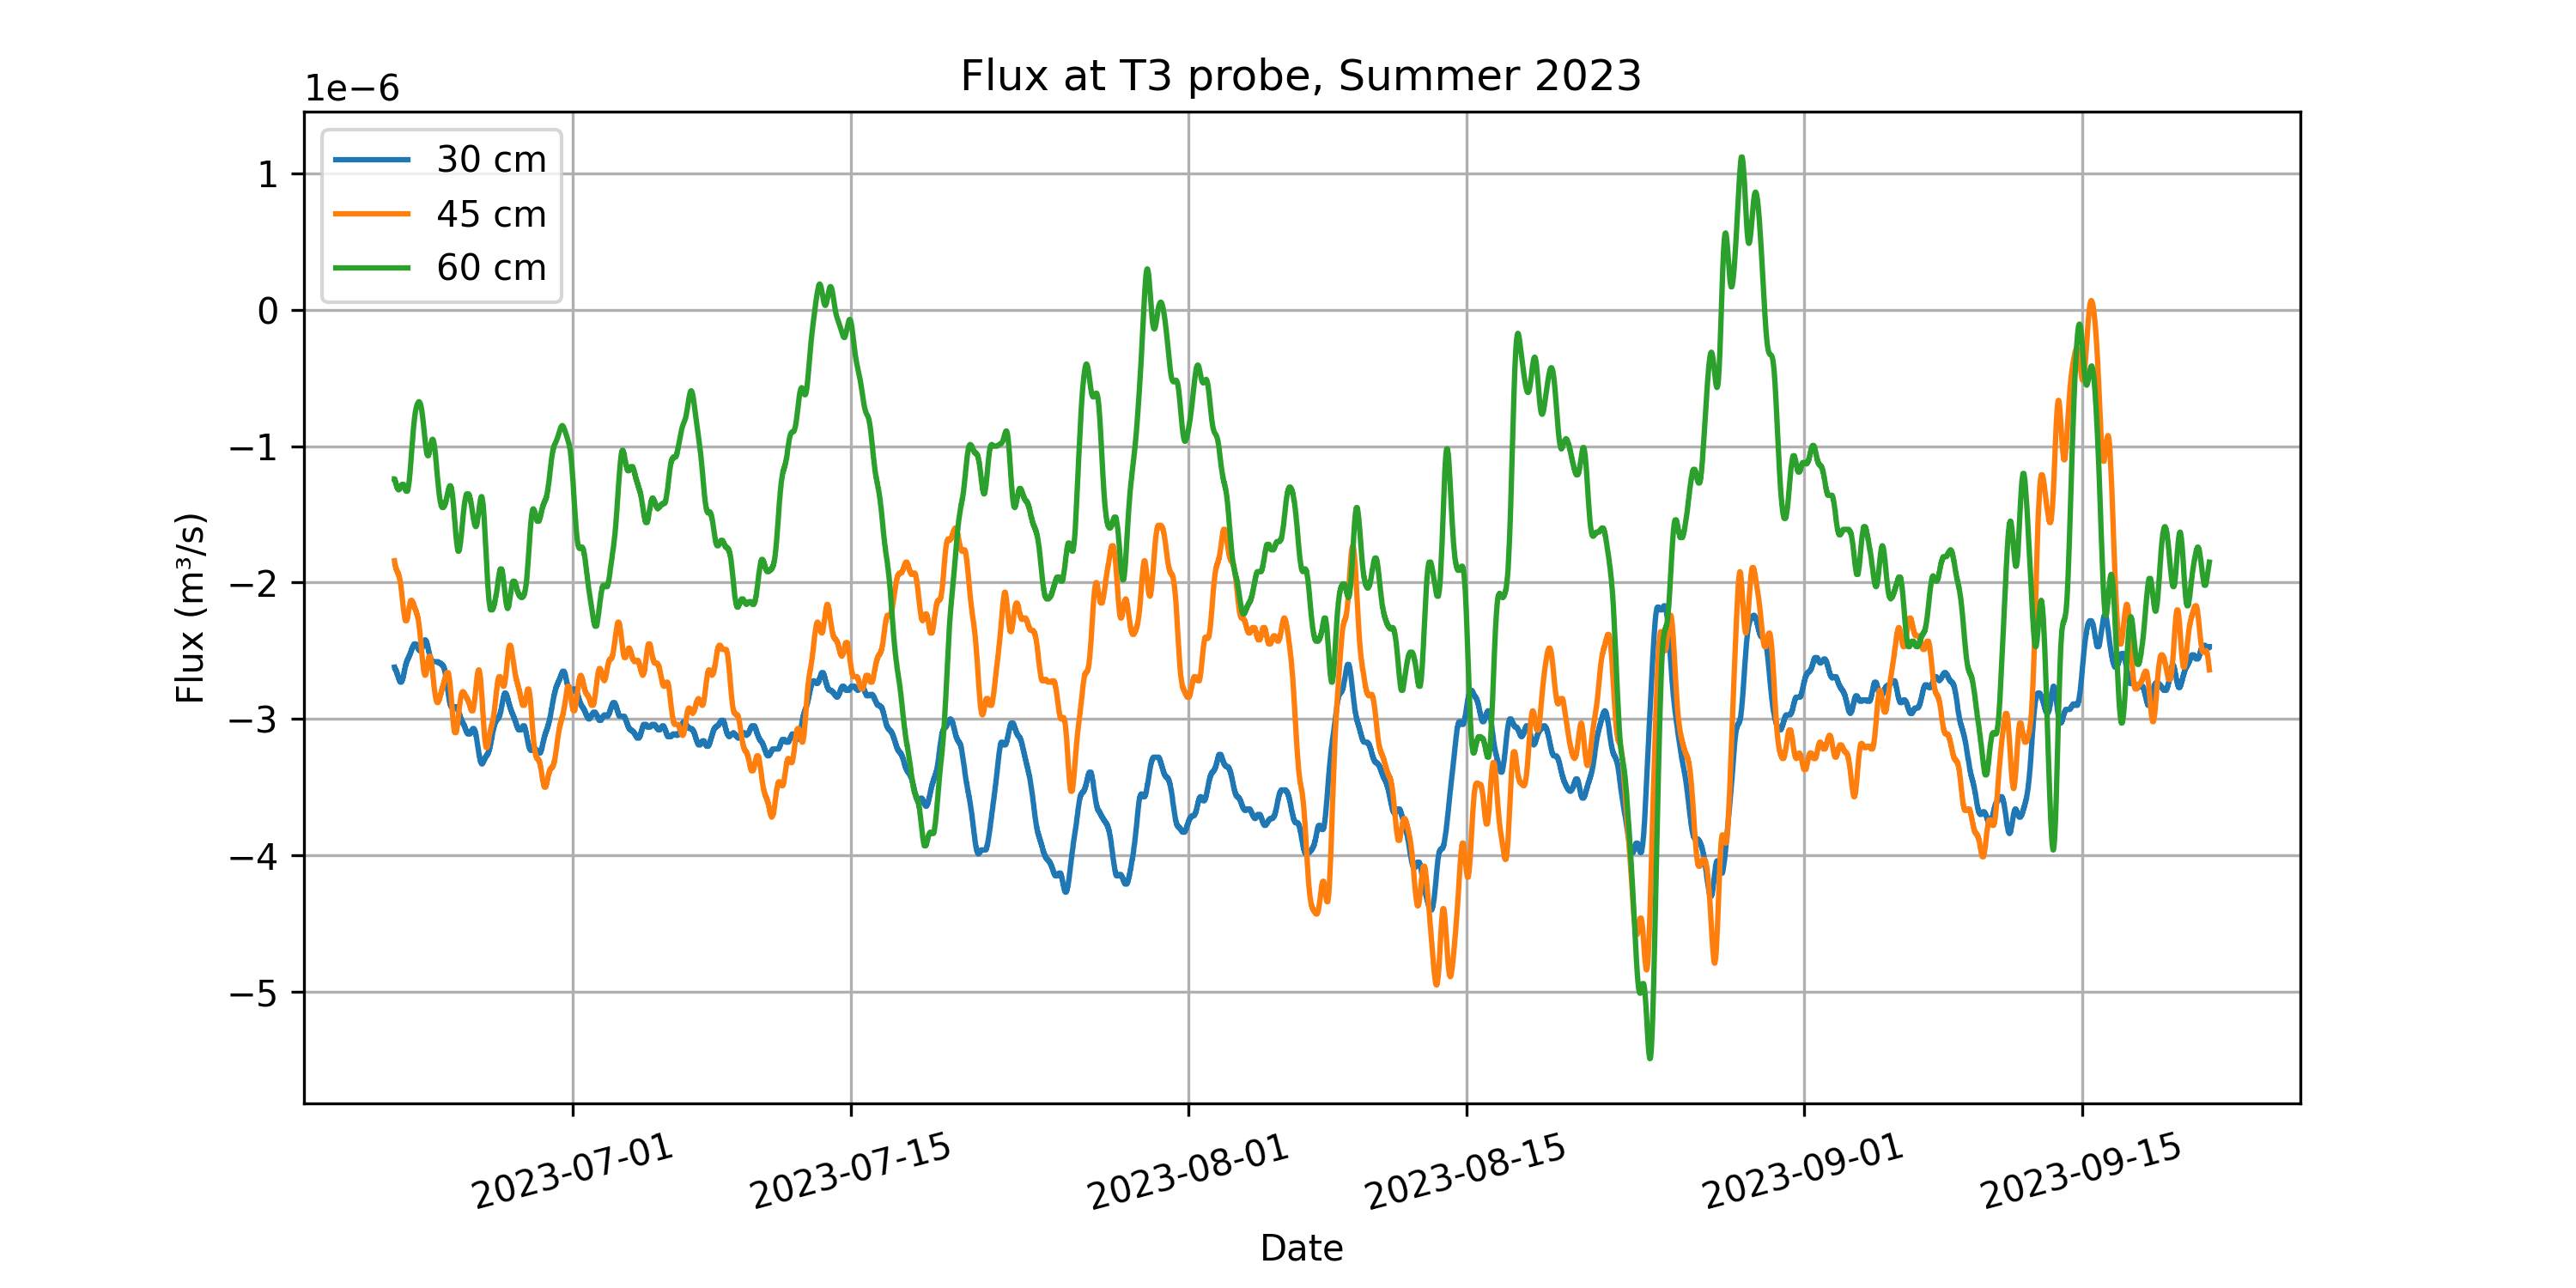 Flux at T3 probe, Summer 2023
1e−6
30 cm
45 cm
60 cm
1
0
−1
−2
−3
−4
−5
Flux (m³/s)
2023-07-01
2023-07-15
2023-08-01
2023-08-15
2023-09-01
2023-09-15
Date